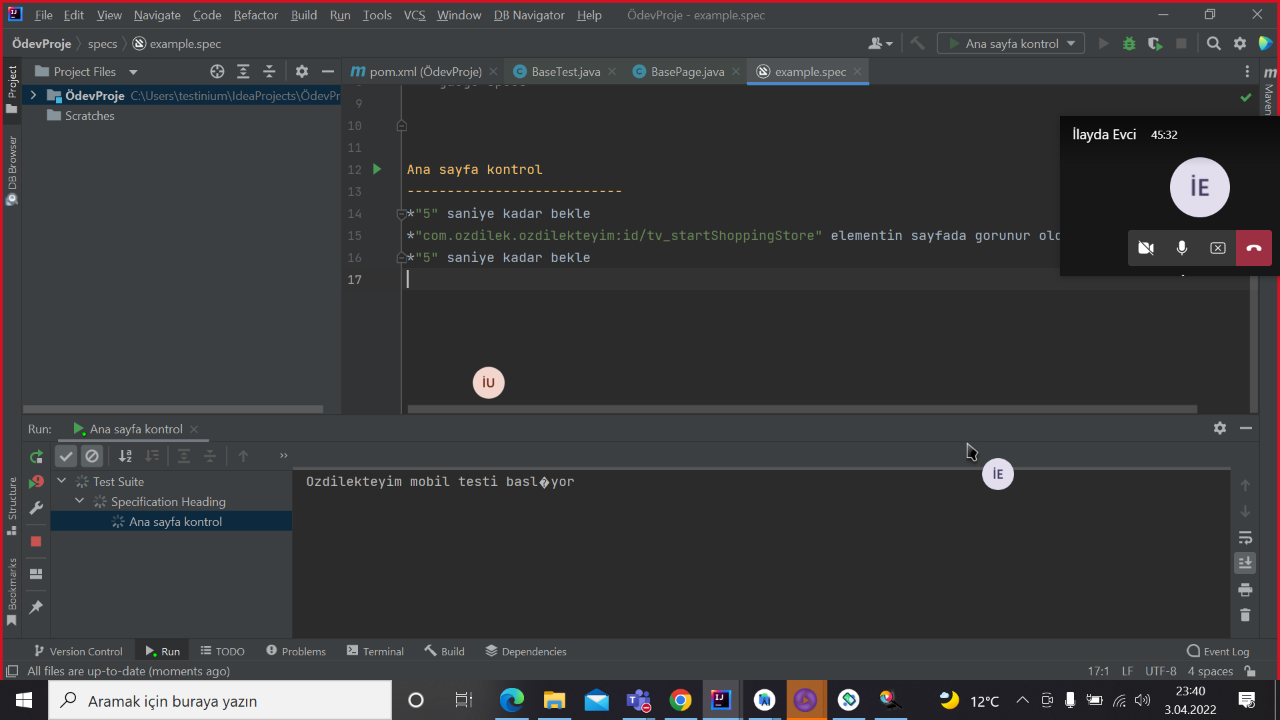 File Edit View Navigate Code Refactor Build Run Tools VCS Window DB Navigator Help ÖdevProje - example.spec
ÖdevProje specs example.spec Ana sayfa kontrol
Project Files
pom.xml (ÖdevProje) BaseTest.java BasePage.java example.spec
Project
DB Browser
Structure
Bookmarks
Maven
ÖdevProje C:\Users\testinium\IdeaProjects\ÖdevPr
Scratches
9
10
11
12 Ana sayfa kontrol
13 ---------------------------
14 *"5" saniye kadar bekle
15 *"com.ozdilek.ozdilekteyim:id/tv_startShoppingStore" elementin sayfada gorunur old
16 *"5" saniye kadar bekle
17
İlayda Evci 45:32
İE
İU
İE
Run: Ana sayfa kontrol
Test Suite
Specification Heading
Ana sayfa kontrol
Ozdilekteyim mobil testi basl�yor
Version Control Run TODO Problems Terminal Build Dependencies Event Log
All files are up-to-date (moments ago) 17:1 LF UTF-8 4 spaces
Aramak için buraya yazın
12°C
23:40
3.04.2022